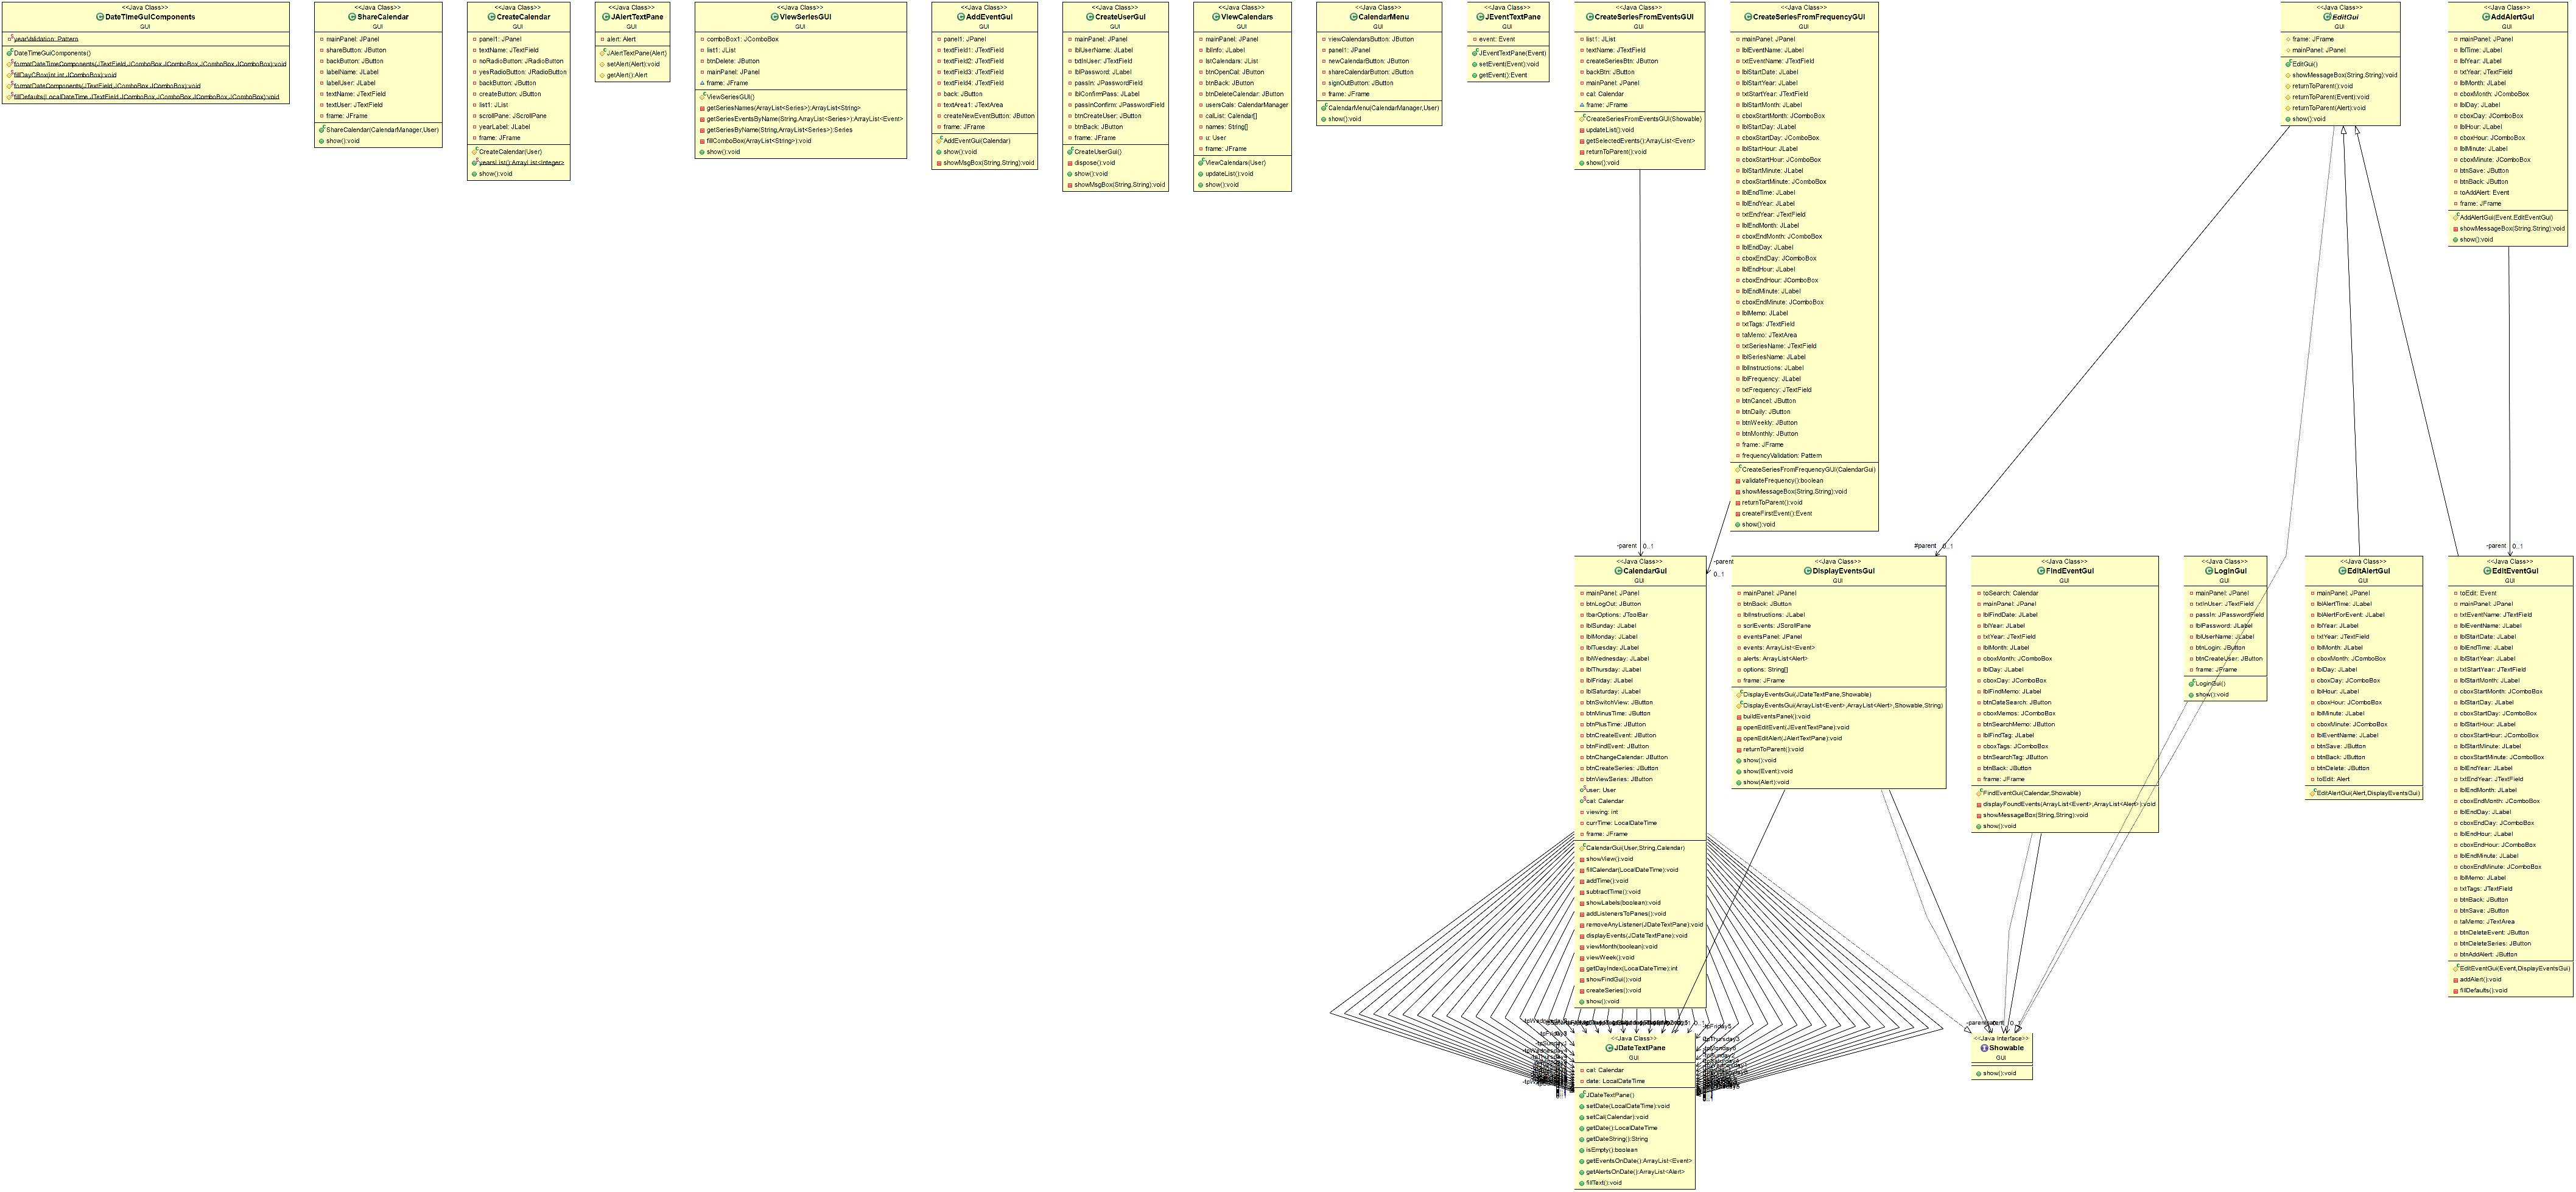 <<Java Class>>
DateTimeGuiComponents
GUI
yearValidation: Pattern
DateTimeGuiComponents()
formatDateTimeComponents(JTextField,JComboBox,JComboBox,JComboBox,JComboBox):void
fillDayCBox(int,int,JComboBox):void
formatDateComponents(JTextField,JComboBox,JComboBox):void
fillDefaults(LocalDateTime,JTextField,JComboBox,JComboBox,JComboBox,JComboBox):void
<<Java Class>>
ShareCalendar
GUI
mainPanel: JPanel
shareButton: JButton
backButton: JButton
labelName: JLabel
labelUser: JLabel
textName: JTextField
textUser: JTextField
frame: JFrame
ShareCalendar(CalendarManager,User)
show():void
<<Java Class>>
CreateCalendar
GUI
panel1: JPanel
textName: JTextField
noRadioButton: JRadioButton
yesRadioButton: JRadioButton
backButton: JButton
createButton: JButton
list1: JList
scrollPane: JScrollPane
yearLabel: JLabel
frame: JFrame
CreateCalendar(User)
yearsList():ArrayList<Integer>
show():void
<<Java Class>>
JAlertTextPane
GUI
alert: Alert
JAlertTextPane(Alert)
setAlert(Alert):void
getAlert():Alert
<<Java Class>>
ViewSeriesGUI
GUI
comboBox1: JComboBox
list1: JList
btnDelete: JButton
mainPanel: JPanel
frame: JFrame
ViewSeriesGUI()
getSeriesNames(ArrayList<Series>):ArrayList<String>
getSeriesEventsByName(String,ArrayList<Series>):ArrayList<Event>
getSeriesByName(String,ArrayList<Series>):Series
fillComboBox(ArrayList<String>):void
show():void
<<Java Class>>
AddEventGui
GUI
panel1: JPanel
textField1: JTextField
textField2: JTextField
textField3: JTextField
textField4: JTextField
back: JButton
textArea1: JTextArea
createNewEventButton: JButton
frame: JFrame
AddEventGui(Calendar)
show():void
showMsgBox(String,String):void
<<Java Class>>
CreateUserGui
GUI
mainPanel: JPanel
lblUserName: JLabel
txtInUser: JTextField
lblPassword: JLabel
passIn: JPasswordField
lblConfirmPass: JLabel
passInConfirm: JPasswordField
btnCreateUser: JButton
btnBack: JButton
frame: JFrame
CreateUserGui()
dispose():void
show():void
showMsgBox(String,String):void
<<Java Class>>
ViewCalendars
GUI
mainPanel: JPanel
lblInfo: JLabel
lstCalendars: JList
btnOpenCal: JButton
btnBack: JButton
btnDeleteCalendar: JButton
usersCals: CalendarManager
calList: Calendar[]
names: String[]
u: User
frame: JFrame
ViewCalendars(User)
updateList():void
show():void
<<Java Class>>
CalendarMenu
GUI
viewCalendarsButton: JButton
panel1: JPanel
newCalendarButton: JButton
shareCalendarButton: JButton
signOutButton: JButton
frame: JFrame
CalendarMenu(CalendarManager,User)
show():void
<<Java Class>>
JEventTextPane
GUI
event: Event
JEventTextPane(Event)
setEvent(Event):void
getEvent():Event
<<Java Class>>
CreateSeriesFromEventsGUI
GUI
list1: JList
textName: JTextField
createSeriesBtn: JButton
backBtn: JButton
mainPanel: JPanel
cal: Calendar
frame: JFrame
CreateSeriesFromEventsGUI(Showable)
updateList():void
getSelectedEvents():ArrayList<Event>
returnToParent():void
show():void
<<Java Class>>
CreateSeriesFromFrequencyGUI
GUI
mainPanel: JPanel
lblEventName: JLabel
txtEventName: JTextField
lblStartDate: JLabel
lblStartYear: JLabel
txtStartYear: JTextField
lblStartMonth: JLabel
cboxStartMonth: JComboBox
lblStartDay: JLabel
cboxStartDay: JComboBox
lblStartHour: JLabel
cboxStartHour: JComboBox
lblStartMinute: JLabel
cboxStartMinute: JComboBox
lblEndTime: JLabel
lblEndYear: JLabel
txtEndYear: JTextField
lblEndMonth: JLabel
cboxEndMonth: JComboBox
lblEndDay: JLabel
cboxEndDay: JComboBox
lblEndHour: JLabel
cboxEndHour: JComboBox
lblEndMinute: JLabel
cboxEndMinute: JComboBox
lblMemo: JLabel
txtTags: JTextField
taMemo: JTextArea
txtSeriesName: JTextField
lblSeriesName: JLabel
lblInstructions: JLabel
lblFrequency: JLabel
txtFrequency: JTextField
btnCancel: JButton
btnDaily: JButton
btnWeekly: JButton
btnMonthly: JButton
frame: JFrame
frequencyValidation: Pattern
CreateSeriesFromFrequencyGUI(CalendarGui)
validateFrequency():boolean
showMessageBox(String,String):void
returnToParent():void
createFirstEvent():Event
show():void
<<Java Class>>
EditGui
GUI
frame: JFrame
mainPanel: JPanel
EditGui()
showMessageBox(String,String):void
returnToParent():void
returnToParent(Event):void
returnToParent(Alert):void
show():void
<<Java Class>>
AddAlertGui
GUI
mainPanel: JPanel
lblTime: JLabel
lblYear: JLabel
txtYear: JTextField
lblMonth: JLabel
cboxMonth: JComboBox
lblDay: JLabel
cboxDay: JComboBox
lblHour: JLabel
cboxHour: JComboBox
lblMinute: JLabel
cboxMinute: JComboBox
btnSave: JButton
btnBack: JButton
toAddAlert: Event
frame: JFrame
AddAlertGui(Event,EditEventGui)
showMessageBox(String,String):void
show():void
-parent 0..1
-parent
0..1
#parent 0..1
-parent 0..1
<<Java Class>>
CalendarGui
GUI
mainPanel: JPanel
btnLogOut: JButton
tbarOptions: JToolBar
lblSunday: JLabel
lblMonday: JLabel
lblTuesday: JLabel
lblWednesday: JLabel
lblThursday: JLabel
lblFriday: JLabel
lblSaturday: JLabel
btnSwitchView: JButton
btnMinusTime: JButton
btnPlusTime: JButton
btnCreateEvent: JButton
btnFindEvent: JButton
btnChangeCalendar: JButton
btnCreateSeries: JButton
btnViewSeries: JButton
user: User
cal: Calendar
viewing: int
currTime: LocalDateTime
frame: JFrame
CalendarGui(User,String,Calendar)
showView():void
fillCalendar(LocalDateTime):void
addTime():void
subtractTime():void
showLabels(boolean):void
addListenersToPanes():void
removeAnyListener(JDateTextPane):void
displayEvents(JDateTextPane):void
viewMonth(boolean):void
viewWeek():void
getDayIndex(LocalDateTime):int
showFindGui():void
createSeries():void
show():void
<<Java Class>>
DisplayEventsGui
GUI
mainPanel: JPanel
btnBack: JButton
lblInstructions: JLabel
scrlEvents: JScrollPane
eventsPanel: JPanel
events: ArrayList<Event>
alerts: ArrayList<Alert>
options: String[]
frame: JFrame
DisplayEventsGui(JDateTextPane,Showable)
DisplayEventsGui(ArrayList<Event>,ArrayList<Alert>,Showable,String)
buildEventsPanel():void
openEditEvent(JEventTextPane):void
openEditAlert(JAlertTextPane):void
returnToParent():void
show():void
show(Event):void
show(Alert):void
<<Java Class>>
FindEventGui
GUI
toSearch: Calendar
mainPanel: JPanel
lblFindDate: JLabel
lblYear: JLabel
txtYear: JTextField
lblMonth: JLabel
cboxMonth: JComboBox
lblDay: JLabel
cboxDay: JComboBox
lblFindMemo: JLabel
btnDateSearch: JButton
cboxMemos: JComboBox
btnSearchMemo: JButton
lblFindTag: JLabel
cboxTags: JComboBox
btnSearchTag: JButton
btnBack: JButton
frame: JFrame
FindEventGui(Calendar,Showable)
displayFoundEvents(ArrayList<Event>,ArrayList<Alert>):void
showMessageBox(String,String):void
show():void
<<Java Class>>
LogInGui
GUI
mainPanel: JPanel
txtInUser: JTextField
passIn: JPasswordField
lblPassword: JLabel
lblUserName: JLabel
btnLogin: JButton
btnCreateUser: JButton
frame: JFrame
LoginGui()
show():void
<<Java Class>>
EditAlertGui
GUI
mainPanel: JPanel
lblAlertTime: JLabel
lblAlertForEvent: JLabel
lblYear: JLabel
txtYear: JTextField
lblMonth: JLabel
cboxMonth: JComboBox
lblDay: JLabel
cboxDay: JComboBox
lblHour: JLabel
cboxHour: JComboBox
lblMinute: JLabel
cboxMinute: JComboBox
lblEventName: JLabel
btnSave: JButton
btnBack: JButton
btnDelete: JButton
toEdit: Alert
EditAlertGui(Alert,DisplayEventsGui)
<<Java Class>>
EditEventGui
GUI
toEdit: Event
mainPanel: JPanel
txtEventName: JTextField
lblEventName: JLabel
lblStartDate: JLabel
lblEndTime: JLabel
lblStartYear: JLabel
txtStartYear: JTextField
lblStartMonth: JLabel
cboxStartMonth: JComboBox
lblStartDay: JLabel
cboxStartDay: JComboBox
lblStartHour: JLabel
cboxStartHour: JComboBox
lblStartMinute: JLabel
cboxStartMinute: JComboBox
lblEndYear: JLabel
txtEndYear: JTextField
lblEndMonth: JLabel
cboxEndMonth: JComboBox
lblEndDay: JLabel
cboxEndDay: JComboBox
lblEndHour: JLabel
cboxEndHour: JComboBox
lblEndMinute: JLabel
cboxEndMinute: JComboBox
lblMemo: JLabel
txtTags: JTextField
btnBack: JButton
btnSave: JButton
taMemo: JTextArea
btnDeleteEvent: JButton
btnDeleteSeries: JButton
btnAddAlert: JButton
EditEventGui(Event,DisplayEventsGui)
addAlert():void
fillDefaults():void
<<Java Class>>
JDateTextPane
GUI
cal: Calendar
date: LocalDateTime
JDateTextPane()
setDate(LocalDateTime):void
setCal(Calendar):void
getDate():LocalDateTime
getDateString():String
isEmpty():boolean
getEventsOnDate():ArrayList<Event>
getAlertsOnDate():ArrayList<Alert>
fillText():void
-tpFriday5
0..1
<<Java Interface>>
Showable
GUI
show():void